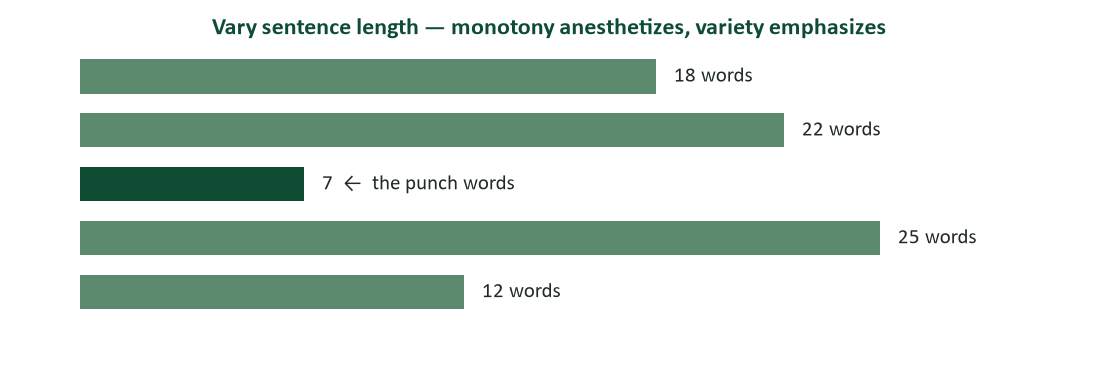 Vary sentence length — monotony anesthetizes, variety emphasizes
18 words
22 words
7 ← the punch words
25 words
12 words